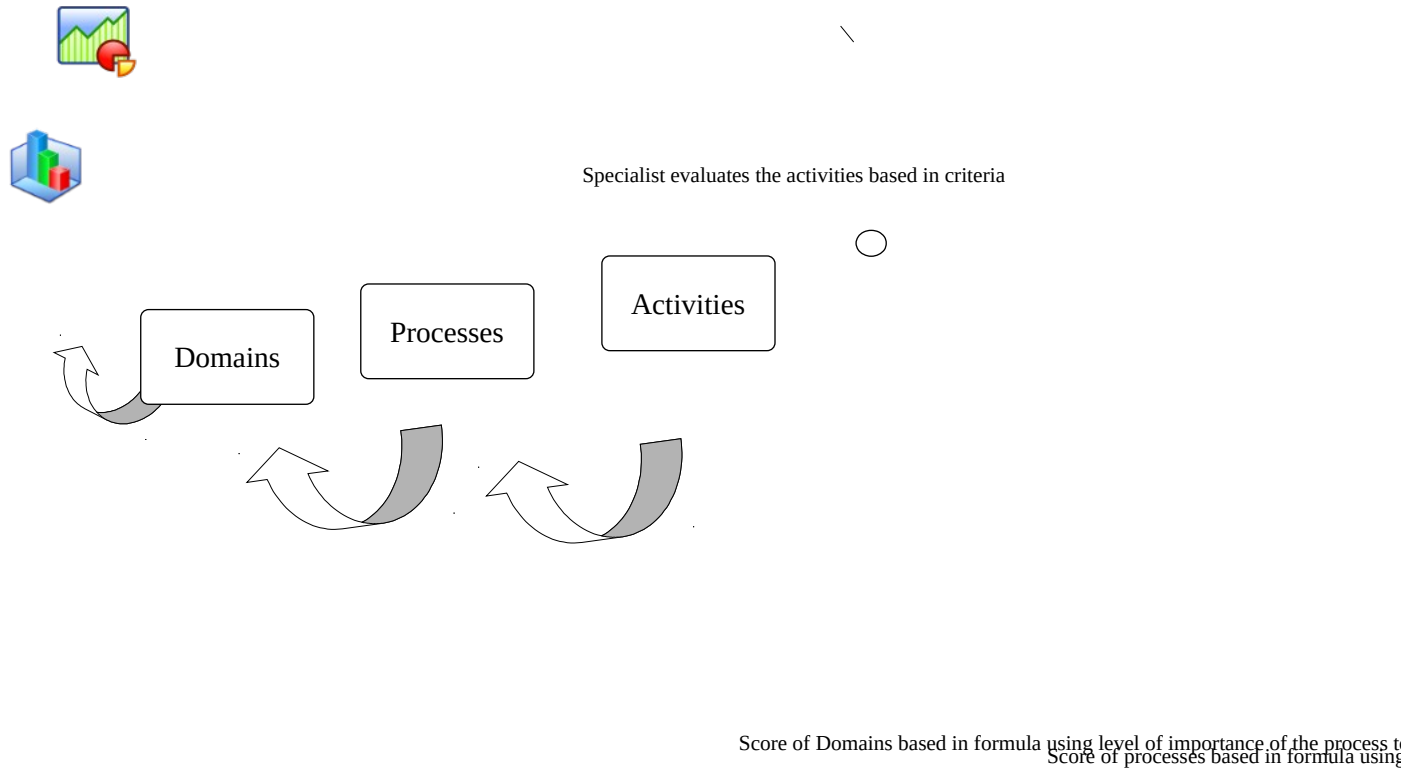 Specialist evaluates the activities based in criteria
Activities
Processes
Domains
Score of Domains based in formula using level of importance of the process
Score of processes based in formula using